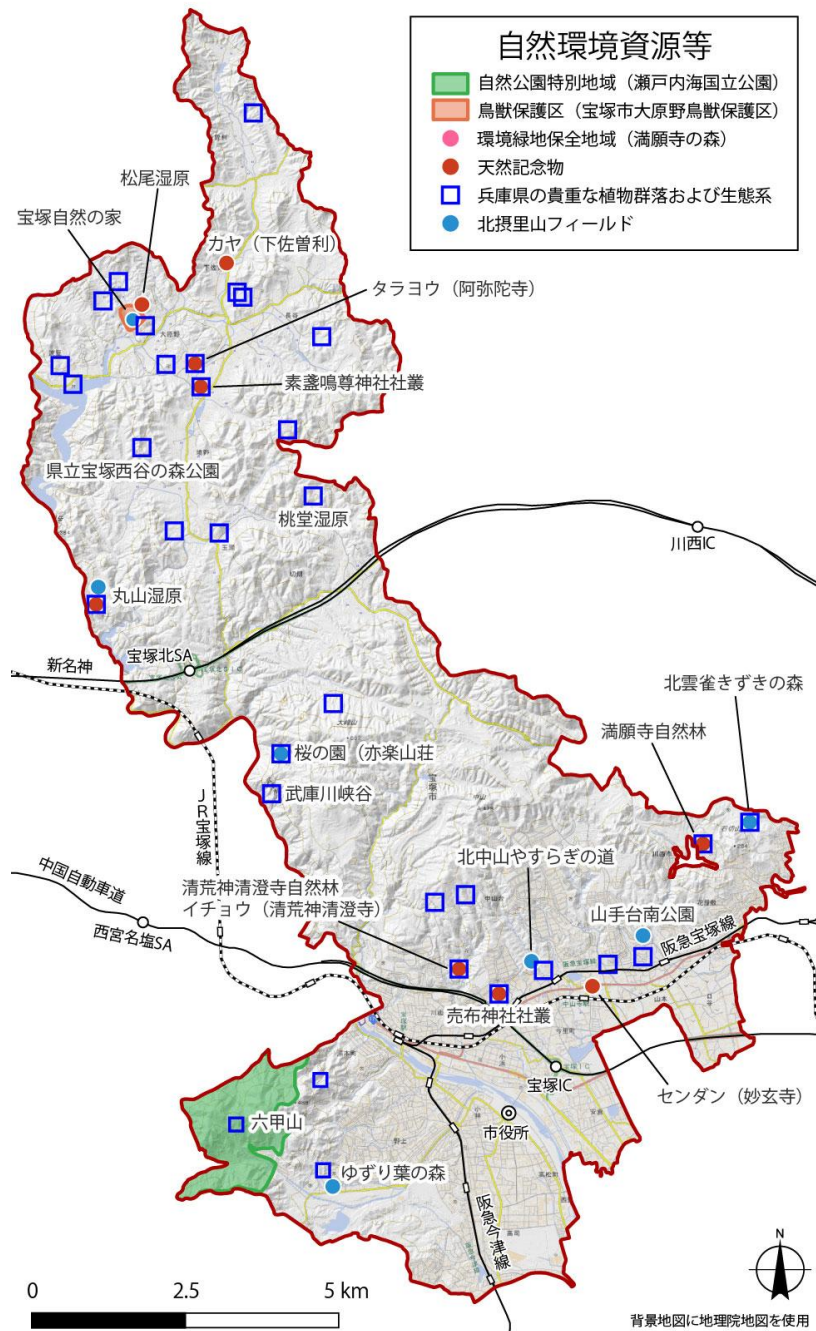 自然環境資源等
自然公園特別地域（瀬戸内海国立公園）
鳥獣保護区（宝塚市大原野鳥獣保護区）
環境緑地保全地域（満願寺の森）
天然記念物
兵庫県の貴重な植物群落および生態系
北摂里山フィールド
松尾湿原
宝塚自然の家
カヤ（下佐曽利）
タラヨウ（阿弥陀寺）
素盞嗚尊神社社叢
県立宝塚西谷の森公園
桃堂湿原
川西IC
丸山湿原
宝塚北SA
新名神
北雲雀きずきの森
満願寺自然林
桜の園（亦楽山荘
武庫川峡谷
JR宝塚線
中国自動車道
北中山やすらぎの道
清荒神清澄寺自然林
イチョウ（清荒神清澄寺）
西宮名塩SA
山手台南公園
阪急宝塚線
売布神社社叢
宝塚IC
センダン（妙玄寺）
市役所
六甲山
ゆずり葉の森
阪急今津線
N
0 2.5 5 km
背景地図に地理院地図を使用